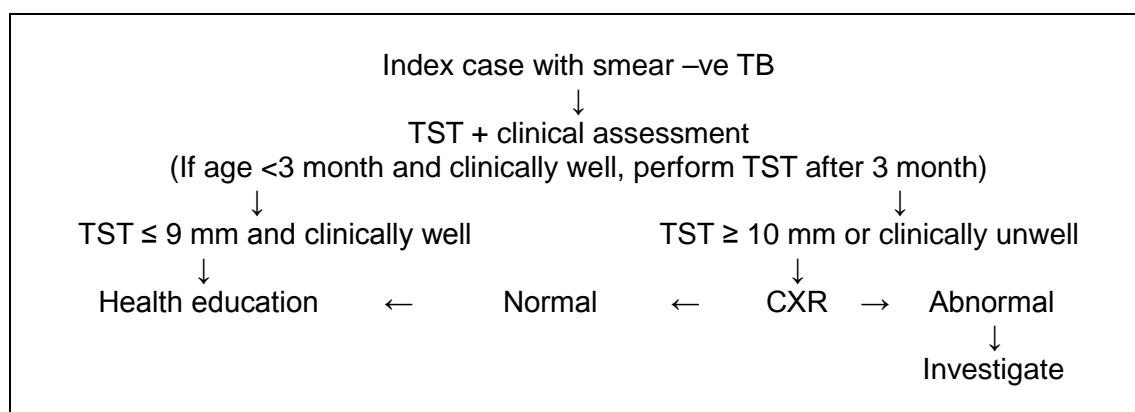 Index case with smear –ve TB
↓
TST + clinical assessment
(If age <3 month and clinically well, perform TST after 3 month)
↓ ↓
TST ≤ 9 mm and clinically well TST ≥ 10 mm or clinically unwell
↓ ↓
Health education ← Normal ← CXR → Abnormal
↓
Investigate